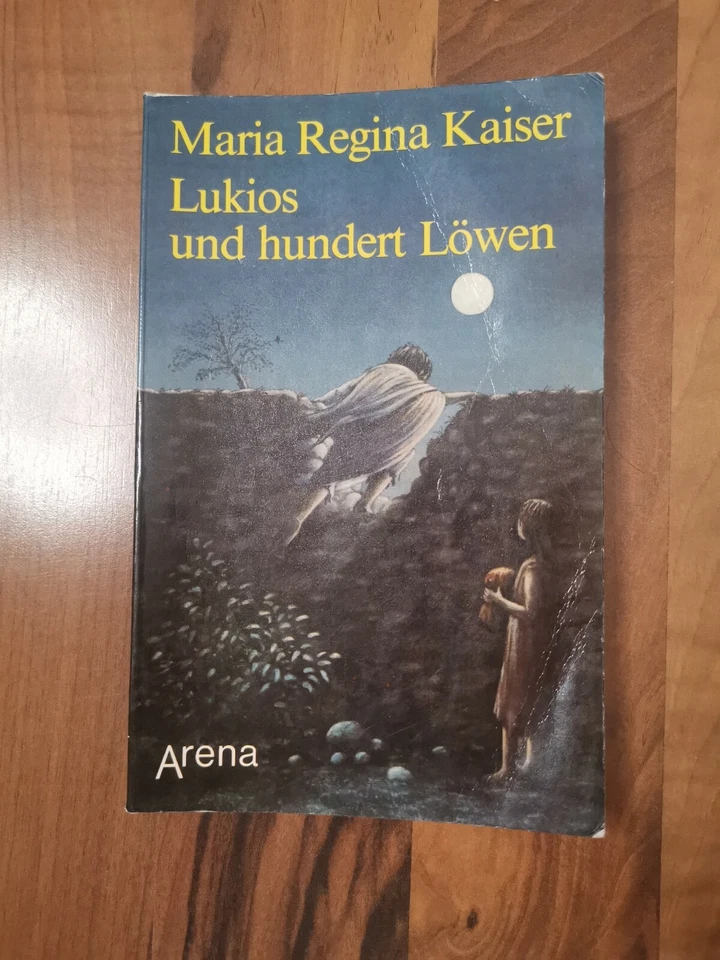 Maria Regina Kaiser
Lukios
und hundert Löwen
Arena